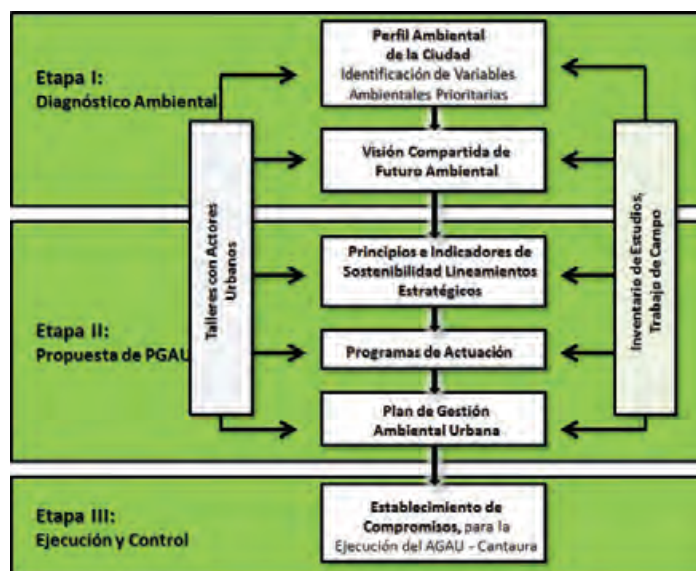 Etapa I:
Diagnóstico Ambiental
Perfil Ambiental
de la Ciudad
Identificación de Variables
Ambientales Prioritarias
Visión Compartida de
Futuro Ambiental
Talleres con Actores
Urbanos
Inventario de Estudios,
Trabajo de Campo
Etapa II:
Propuesta de PGAU
Principios e Indicadores de
Sostenibilidad Lineamientos
Estratégicos
Programas de Actuación
Plan de Gestión
Ambiental Urbana
Etapa III:
Ejecución y Control
Establecimiento de
Compromisos, para la
Ejecución del AGAU - Cantaura